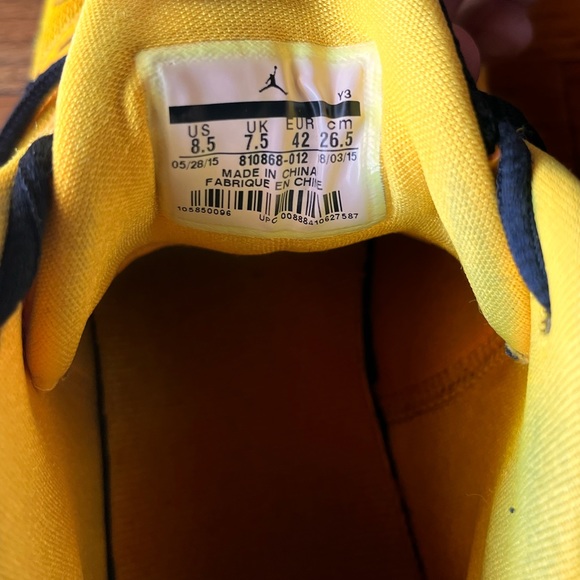 Y3
US UK EUR cm
8.5 7.5 42 26.5
05/28/15 810868-012 08/03/15
MADE IN CHINA
FABRIQUE EN CHINE
105850096 UPC 00888410627587